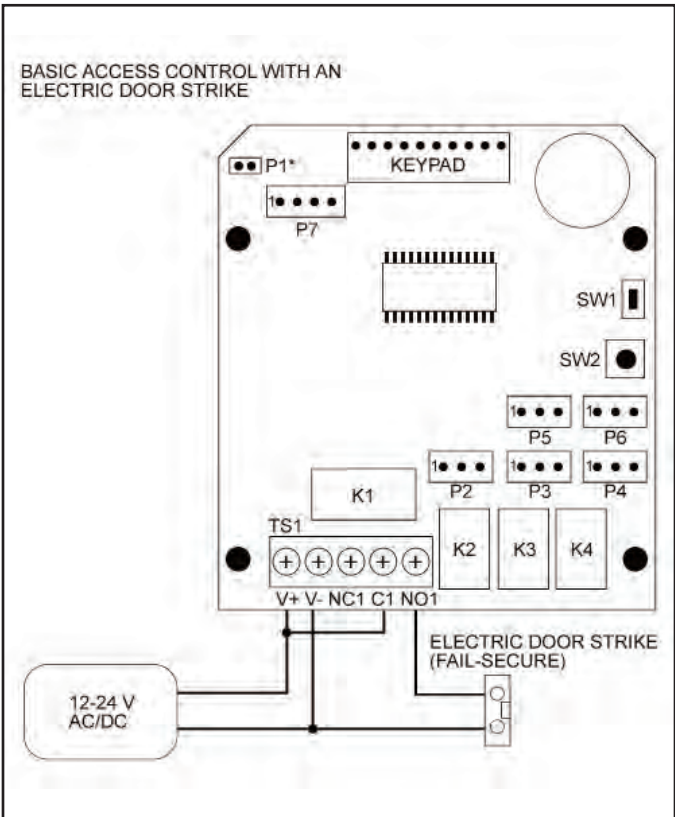 BASIC ACCESS CONTROL WITH AN
ELECTRIC DOOR STRIKE
P1*
KEYPAD
1
P7
SW1
SW2
1
1
P5
P6
1
1
1
P2
P3
P4
K1
TS1
K2
K3
K4
V+ V- NC1 C1 NO1
ELECTRIC DOOR STRIKE
(FAIL-SECURE)
12-24 V
AC/DC